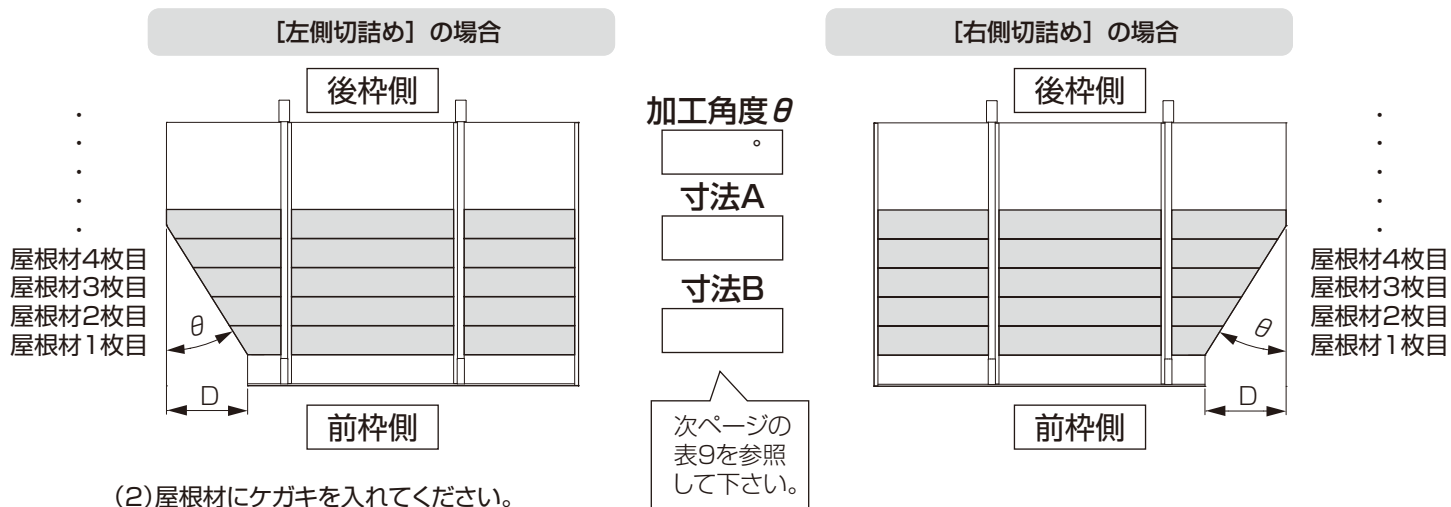 ［左側切詰め］の場合
後枠側
・
・
・
・
・
屋根材4枚目
屋根材3枚目
屋根材2枚目
屋根材1枚目
θ
D
前枠側
加工角度θ
°
寸法A
寸法B
次ページの
表9を参照
して下さい。
［右側切詰め］の場合
後枠側
・
・
・
・
・
屋根材4枚目
屋根材3枚目
屋根材2枚目
屋根材1枚目
θ
D
前枠側
(2)屋根材にケガキを入れてください。